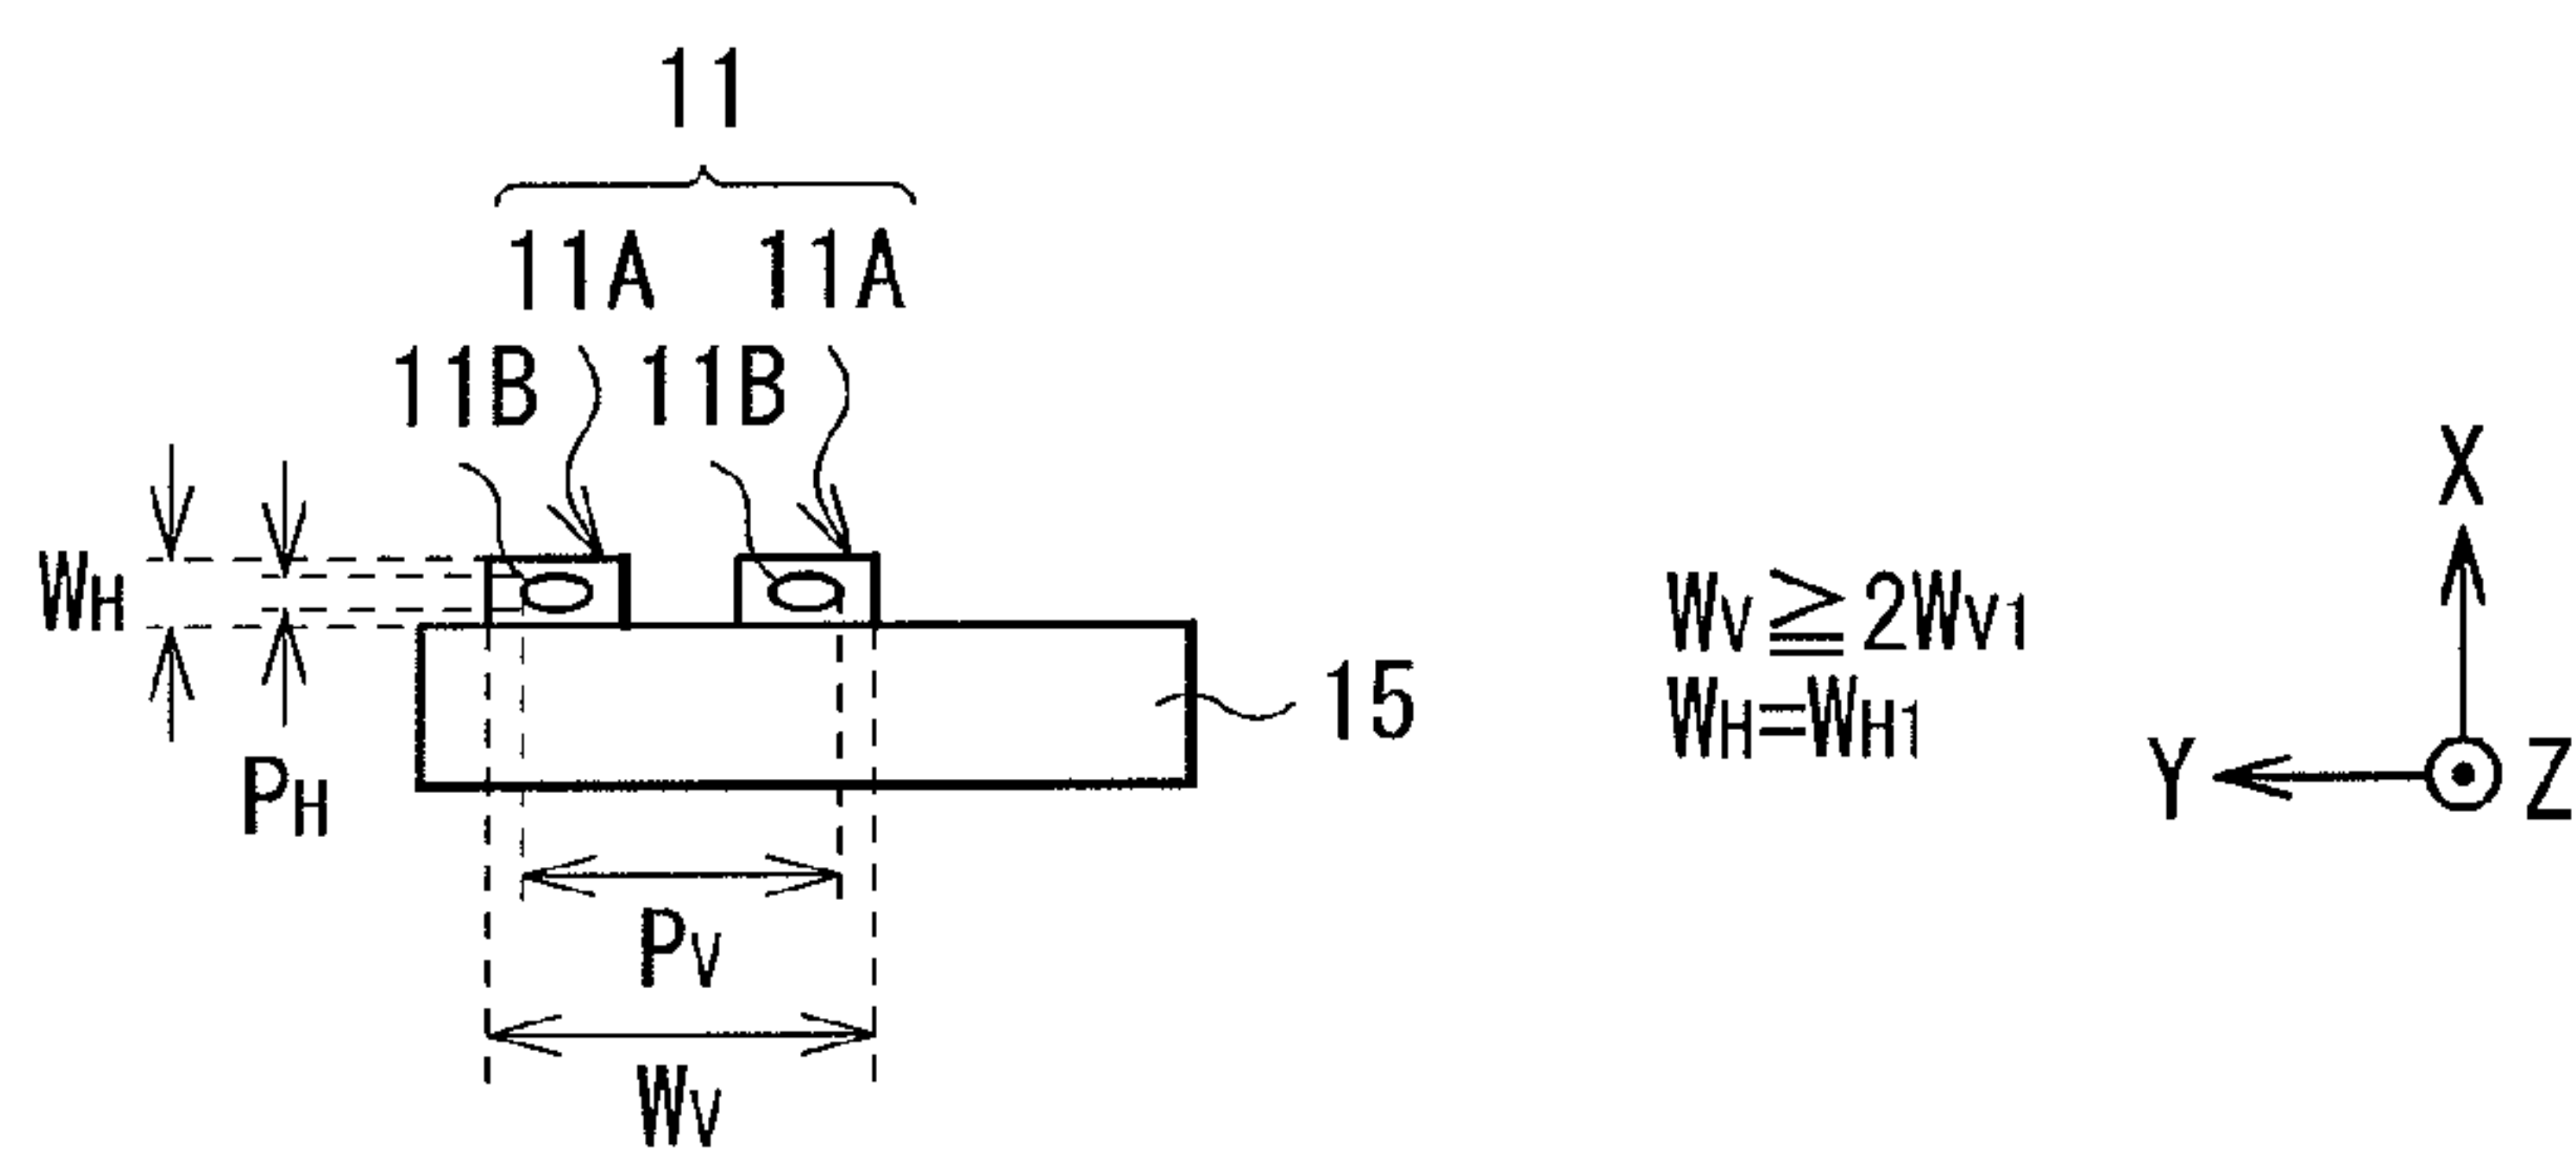 11
11A 11A
11B 11B
X
WH
WV≧2WV1
15
WH=WH1
Y Z
PH
PV
WV